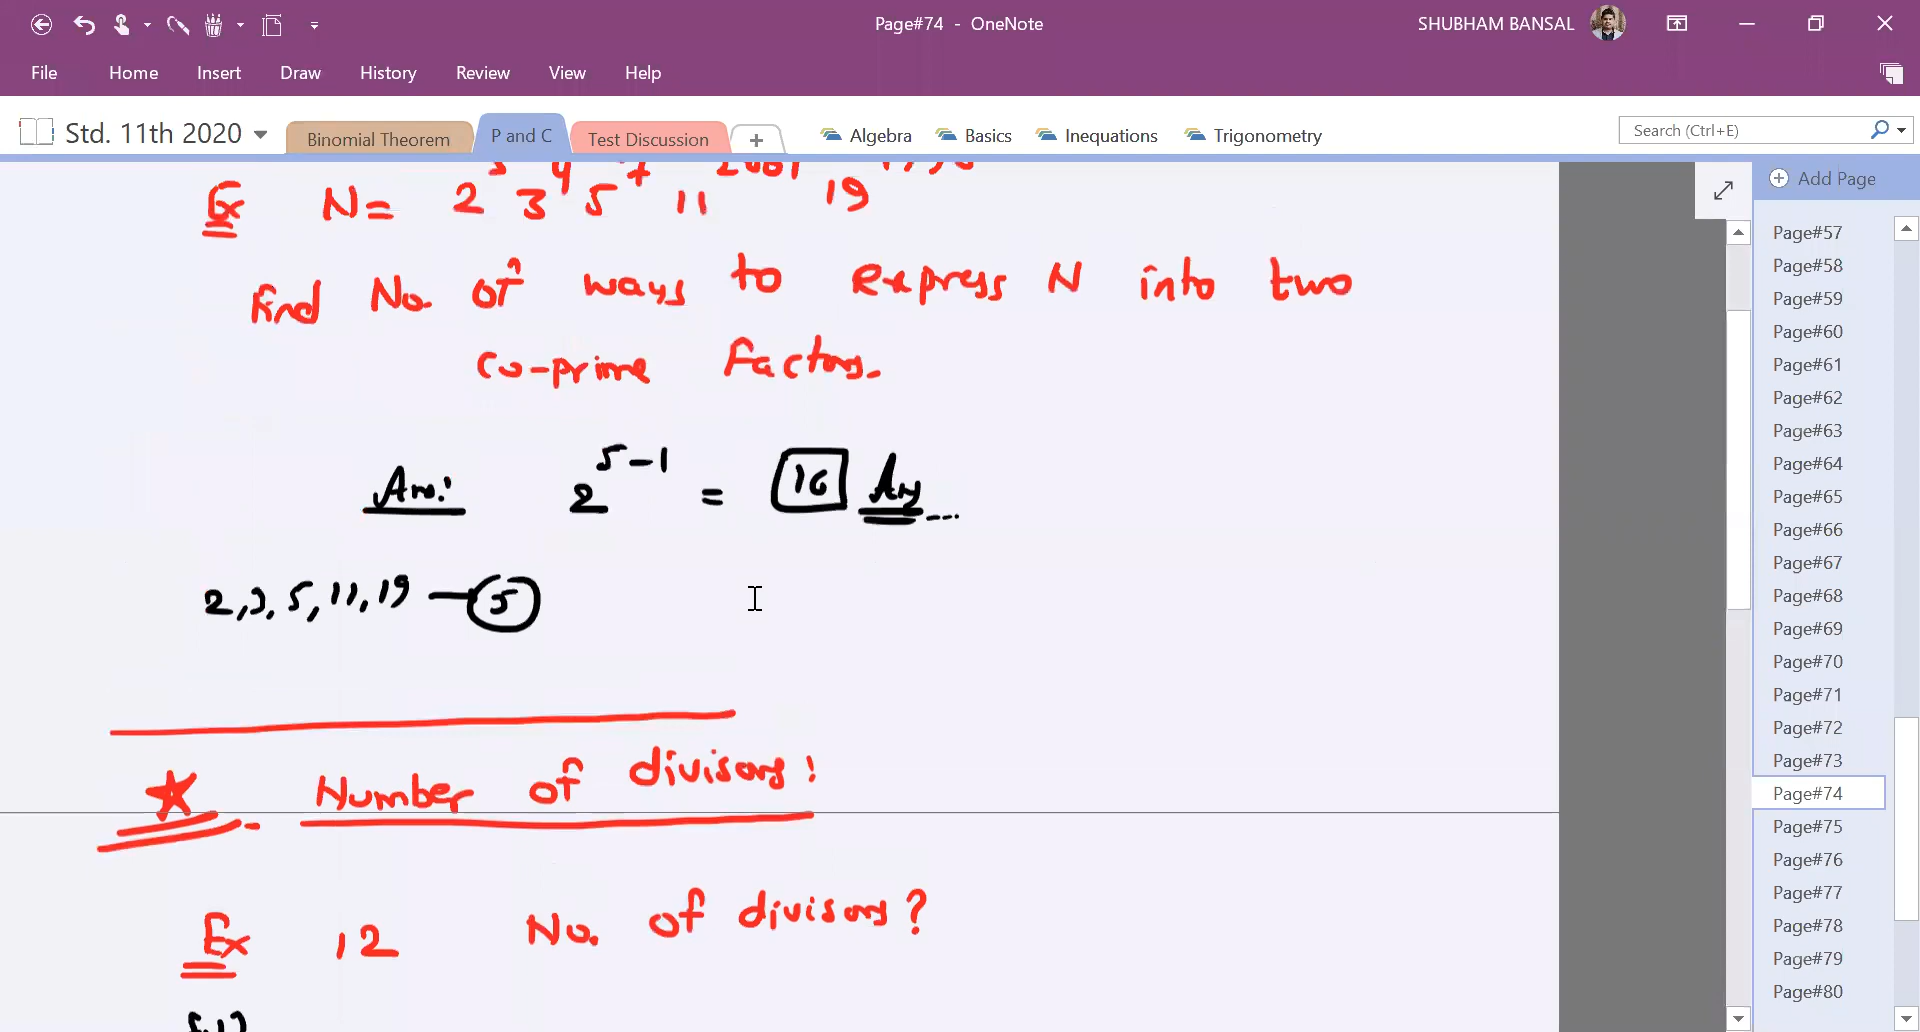 Page#74 - OneNote
SHUBHAM BANSAL
File Home Insert Draw History Review View Help
Std. 11th 2020
Binomial Theorem
P and C
Test Discussion
Algebra
Basics
Inequations
Trigonometry
Search (Ctrl+E)
Add Page
Ex N = 2 3⁴ 5 11 19
find No. of ways to express N into two
co-prime factors.
Ans: 2⁵⁻¹ = 16 Ans
2,3,5,11,19 — 5
Number of divisors:
Ex 12 No. of divisors?
Page#57
Page#58
Page#59
Page#60
Page#61
Page#62
Page#63
Page#64
Page#65
Page#66
Page#67
Page#68
Page#69
Page#70
Page#71
Page#72
Page#73
Page#74
Page#75
Page#76
Page#77
Page#78
Page#79
Page#80